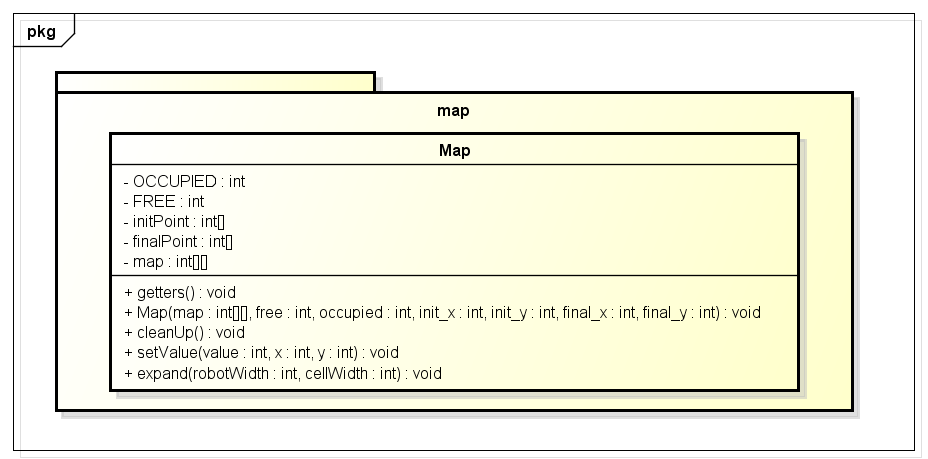 pkg
map
Map
- OCCUPIED : int
- FREE : int
- initPoint : int[]
- finalPoint : int[]
- map : int[][]
+ getters() : void
+ Map(map : int[][], free : int, occupied : int, init_x : int, init_y : int, final_x : int, final_y : int) : void
+ cleanUp() : void
+ setValue(value : int, x : int, y : int) : void
+ expand(robotWidth : int, cellWidth : int) : void